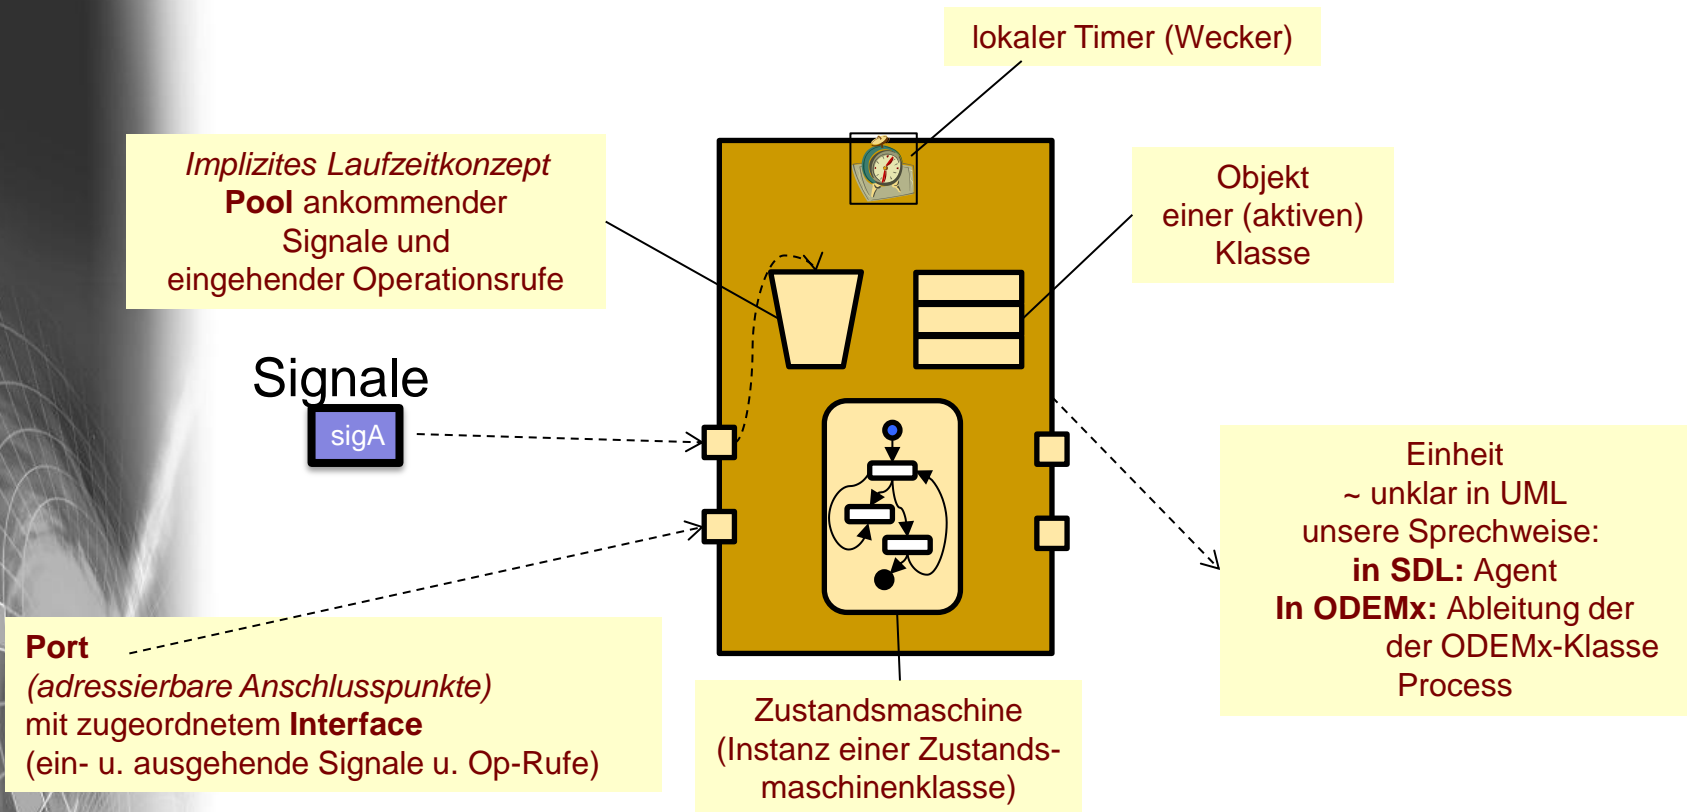 lokaler Timer (Wecker)
Implizites Laufzeitkonzept
Pool ankommender
Signale und
eingehender Operationsrufe
Objekt
einer (aktiven)
Klasse
Signale
sigA
Einheit
~ unklar in UML
unsere Sprechweise:
in SDL: Agent
In ODEMx: Ableitung der
der ODEMx-Klasse
Process
Port
(adressierbare Anschlusspunkte)
mit zugeordnetem Interface
(ein- u. ausgehende Signale u. Op-Rufe)
Zustandsmaschine
(Instanz einer Zustands-
maschinenklasse)